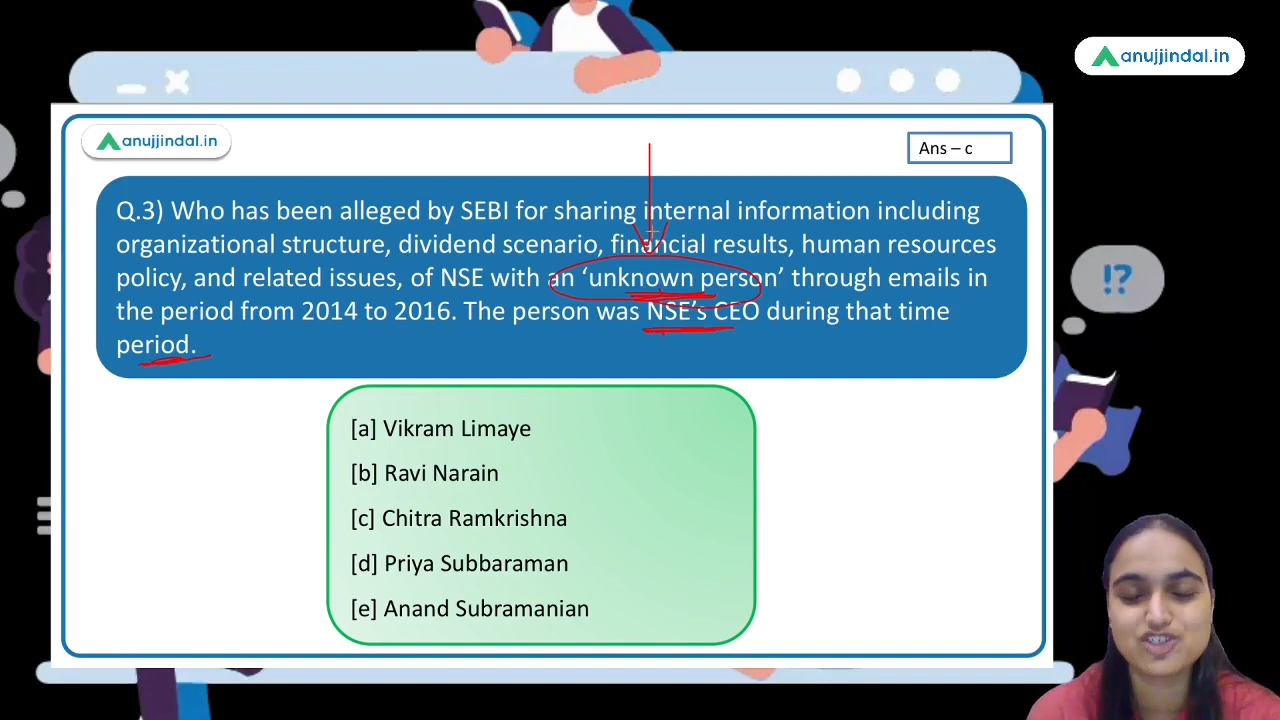 anujjindal.in
anujjindal.in
Ans – c
Q.3) Who has been alleged by SEBI for sharing internal information including
organizational structure, dividend scenario, financial results, human resources
policy, and related issues, of NSE with an ‘unknown person’ through emails in
the period from 2014 to 2016. The person was NSE’s CEO during that time
period.
[a] Vikram Limaye
[b] Ravi Narain
[c] Chitra Ramkrishna
[d] Priya Subbaraman
[e] Anand Subramanian
!?